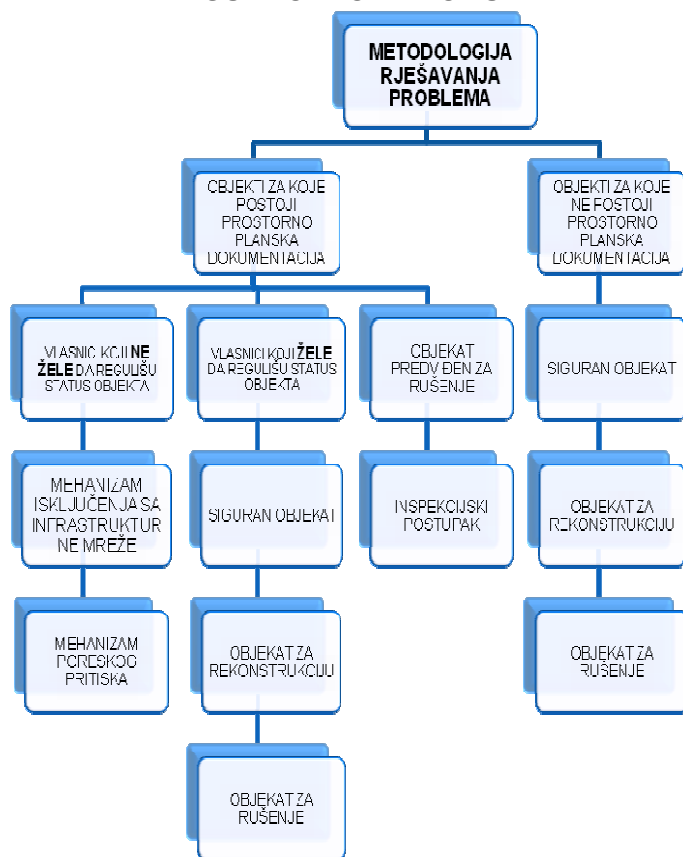 METODOLOGIJA
RJEŠAVANJA
PROBLEMA
OBJEKTI ZA KOJE
POSTOJI
PROSTORNO
PLANSKA
DOKUMENTACIJA
OBJEKTI ZA KOJE
NE POSTOJI
PROSTORNO
PLANSKA
DOKUMENTACIJA
VLASNICI KOJI NE
ŽELE DA REGULIŠU
STATUS OBJEKTA
VLASNICI KOJI ŽELE
DA REGULIŠU STATUS
OBJEKTA
OBJEKAT
PREDVIĐEN ZA
RUŠENJE
SIGURAN OBJEKAT
MEHANIZAM
ISKLJUČENJA SA
INFRASTRUKTUR
NE MREŽE
SIGURAN OBJEKAT
INSPEKCIJSKI
POSTUPAK
OBJEKAT ZA
REKONSTRUKCIJU
MEHANIZAM
PORESKOG
PRITISKA
OBJEKAT ZA
REKONSTRUKCIJU
OBJEKAT ZA
RUŠENJE
OBJEKAT ZA
RUŠENJE